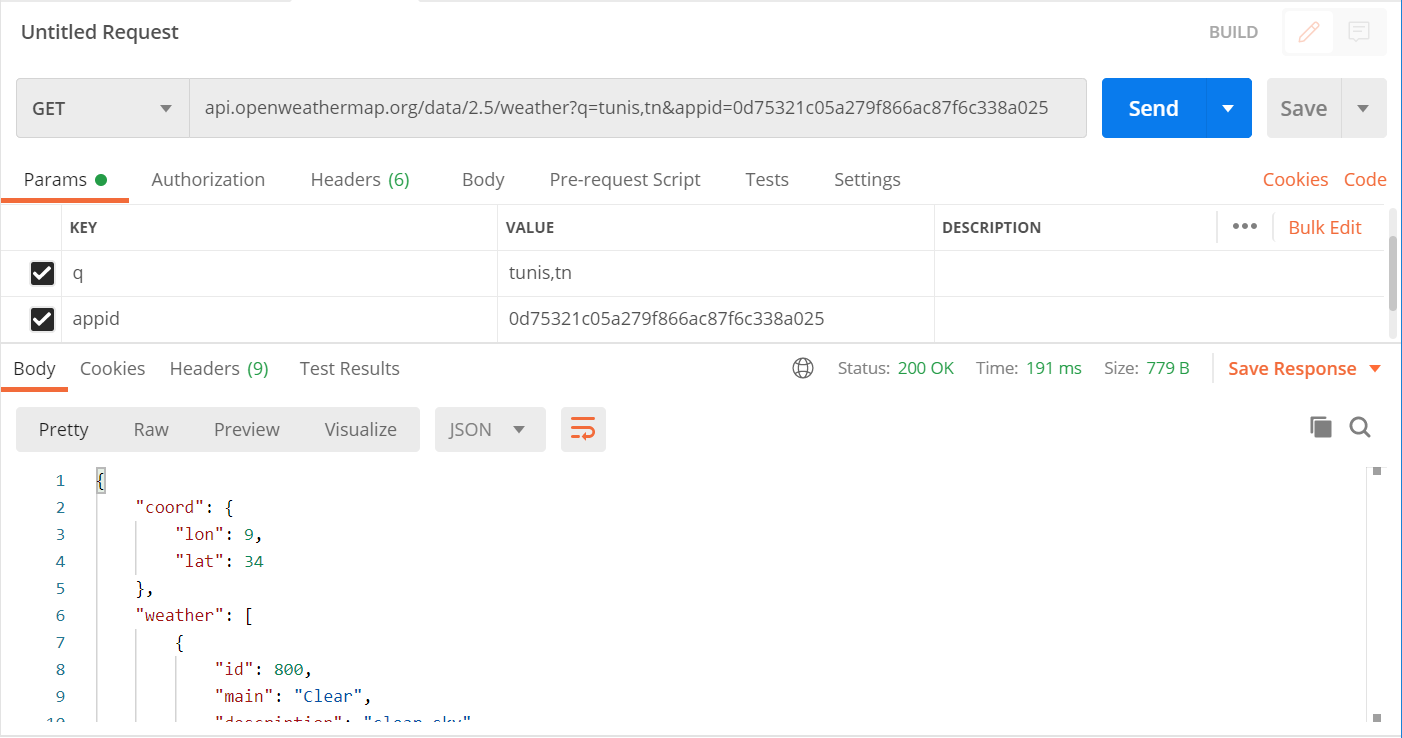 Untitled Request BUILD
GET api.openweathermap.org/data/2.5/weather?q=tunis,tn&appid=0d75321c05a279f866ac87f6c338a025 Send Save
Params Authorization Headers (6) Body Pre-request Script Tests Settings Cookies Code
KEY VALUE DESCRIPTION ••• Bulk Edit
q tunis,tn
appid 0d75321c05a279f866ac87f6c338a025
Body Cookies Headers (9) Test Results Status: 200 OK Time: 191 ms Size: 779 B Save Response
Pretty Raw Preview Visualize JSON
1 {
2 "coord": {
3 "lon": 9,
4 "lat": 34
5 },
6 "weather": [
7 {
8 "id": 800,
9 "main": "Clear",
10 "description": "clear sky"